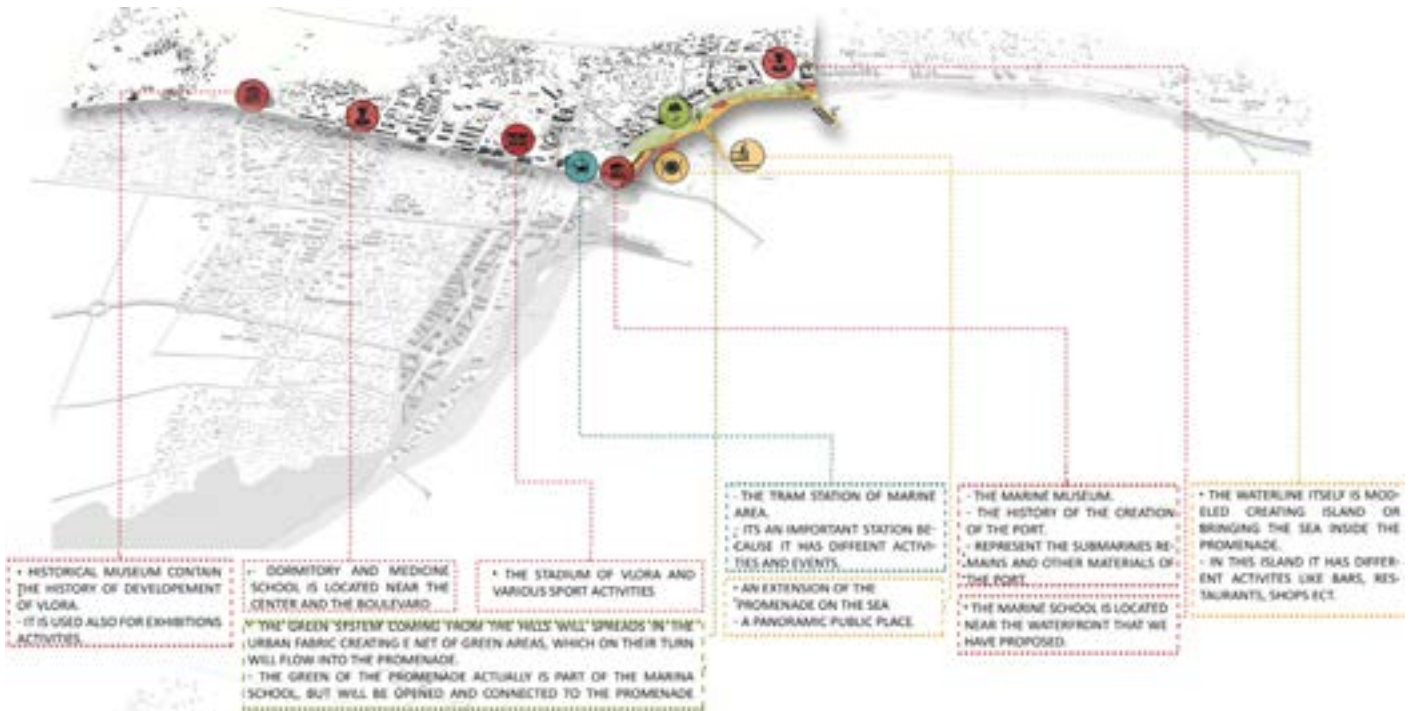 - HISTORICAL MUSEUM CONTAIN
THE HISTORY OF DEVELOPEMENT
OF VLORA.
- IT IS USED ALSO FOR EXHIBITIONS
ACTIVITIES.
- DORMITORY AND MEDICINE
SCHOOL IS LOCATED NEAR THE
CENTER AND THE BOULEVARD
- THE STADIUM OF VLORA AND
VARIOUS SPORT ACTIVITIES
- THE GREEN SYSTEM COMING FROM THE HILLS WILL SPREADS IN THE
URBAN FABRIC CREATING E NET OF GREEN AREAS, WHICH ON THEIR TURN
WILL FLOW INTO THE PROMENADE.
- THE GREEN OF THE PROMENADE ACTUALLY IS PART OF THE MARINA
SCHOOL, BUT WILL BE OPENED AND CONNECTED TO THE PROMENADE
- THE TRAM STATION OF MARINE
AREA.
- ITS AN IMPORTANT STATION BE-
CAUSE IT HAS DIFFEENT ACTIVI-
TIES AND EVENTS.
- AN EXTENSION OF THE
PROMENADE ON THE SEA
- A PANORAMIC PUBLIC PLACE.
- THE MARINE MUSEUM.
- THE HISTORY OF THE CREATION
OF THE PORT.
- REPRESENT THE SUBMARINES RE-
MAINS AND OTHER MATERIALS OF
THE PORT.
- THE MARINE SCHOOL IS LOCATED
NEAR THE WATERFRONT THAT WE
HAVE PROPOSED.
- THE WATERLINE ITSELF IS MOD-
ELED CREATING ISLAND OR
BRINGING THE SEA INSIDE THE
PROMENADE.
- IN THIS ISLAND IT HAS DIFFER-
ENT ACTIVITES LIKE BARS, RES-
TAURANTS, SHOPS ECT.